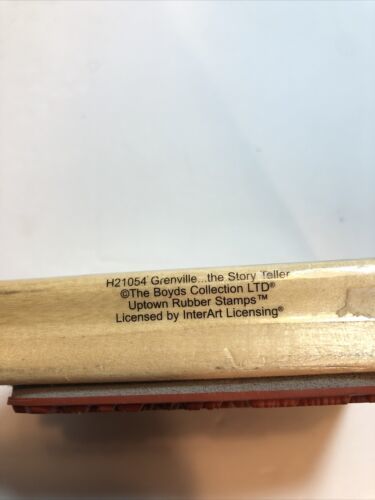 H21054 Grenville...the Story Teller
©The Boyds Collection LTD®
Uptown Rubber Stamps™
Licensed by InterArt Licensing®